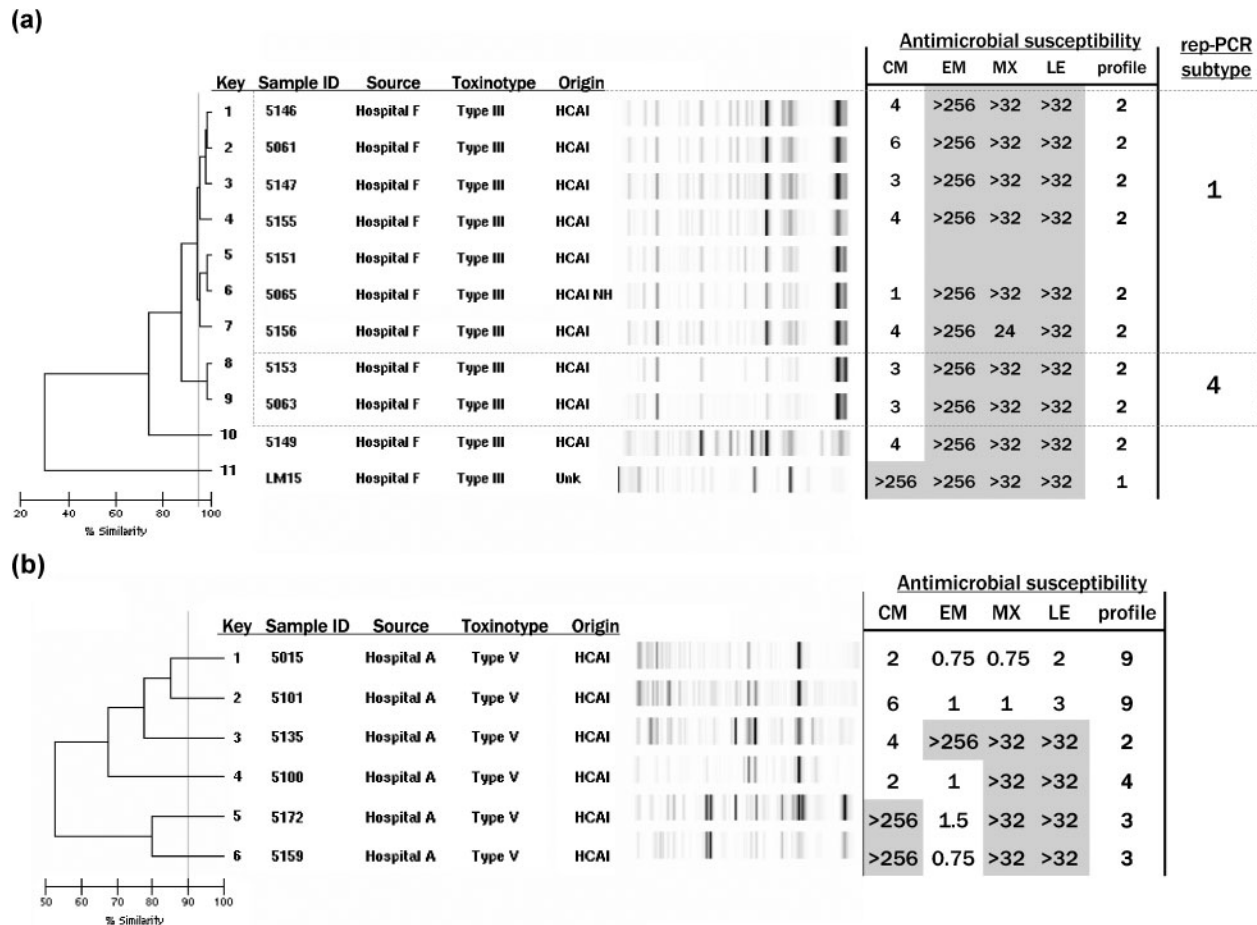 (a)
Antimicrobial susceptibility rep-PCR subtype
Key Sample ID Source Toxinotype Origin CM EM MX LE profile
1 5146 Hospital F Type III HCAI 4 >256 >32 >32 2
2 5061 Hospital F Type III HCAI 6 >256 >32 >32 2
3 5147 Hospital F Type III HCAI 3 >256 >32 >32 2
1
4 5155 Hospital F Type III HCAI 4 >256 >32 >32 2
5 5151 Hospital F Type III HCAI
6 5065 Hospital F Type III HCAI NH 1 >256 >32 >32 2
7 5156 Hospital F Type III HCAI 4 >256 24 >32 2
8 5153 Hospital F Type III HCAI 3 >256 >32 >32 2
4
9 5063 Hospital F Type III HCAI 3 >256 >32 >32 2
10 5149 Hospital F Type III HCAI 4 >256 >32 >32 2
11 LM15 Hospital F Type III Unk >256 >256 >32 >32 1
20 40 60 80 100
% Similarity
(b)
Antimicrobial susceptibility
Key Sample ID Source Toxinotype Origin CM EM MX LE profile
1 5015 Hospital A Type V HCAI 2 0.75 0.75 2 9
2 5101 Hospital A Type V HCAI 6 1 1 3 9
3 5135 Hospital A Type V HCAI 4 >256 >32 >32 2
4 5100 Hospital A Type V HCAI 2 1 >32 >32 4
5 5172 Hospital A Type V HCAI >256 1.5 >32 >32 3
6 5159 Hospital A Type V HCAI >256 0.75 >32 >32 3
50 60 70 80 90 100
% Similarity